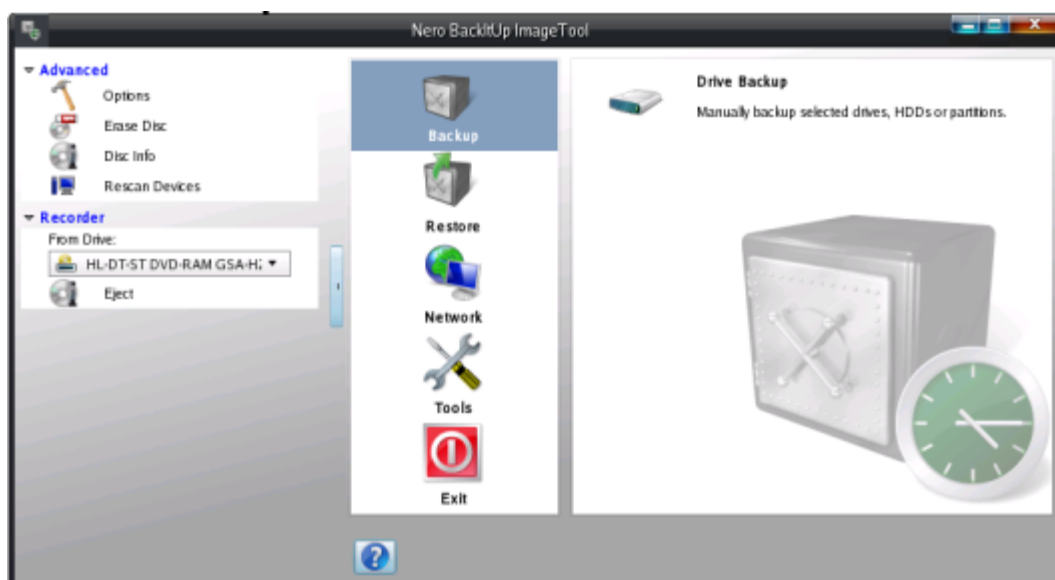 Nero BackItUp ImageTool
Advanced
Options
Erase Disc
Disc Info
Rescan Devices
Recorder
From Drive:
HL-DT-ST DVD-RAM GSA-H
Eject
Backup
Restore
Network
Tools
Exit
Drive Backup
Manually backup selected drives, HDDs or partitions.
?